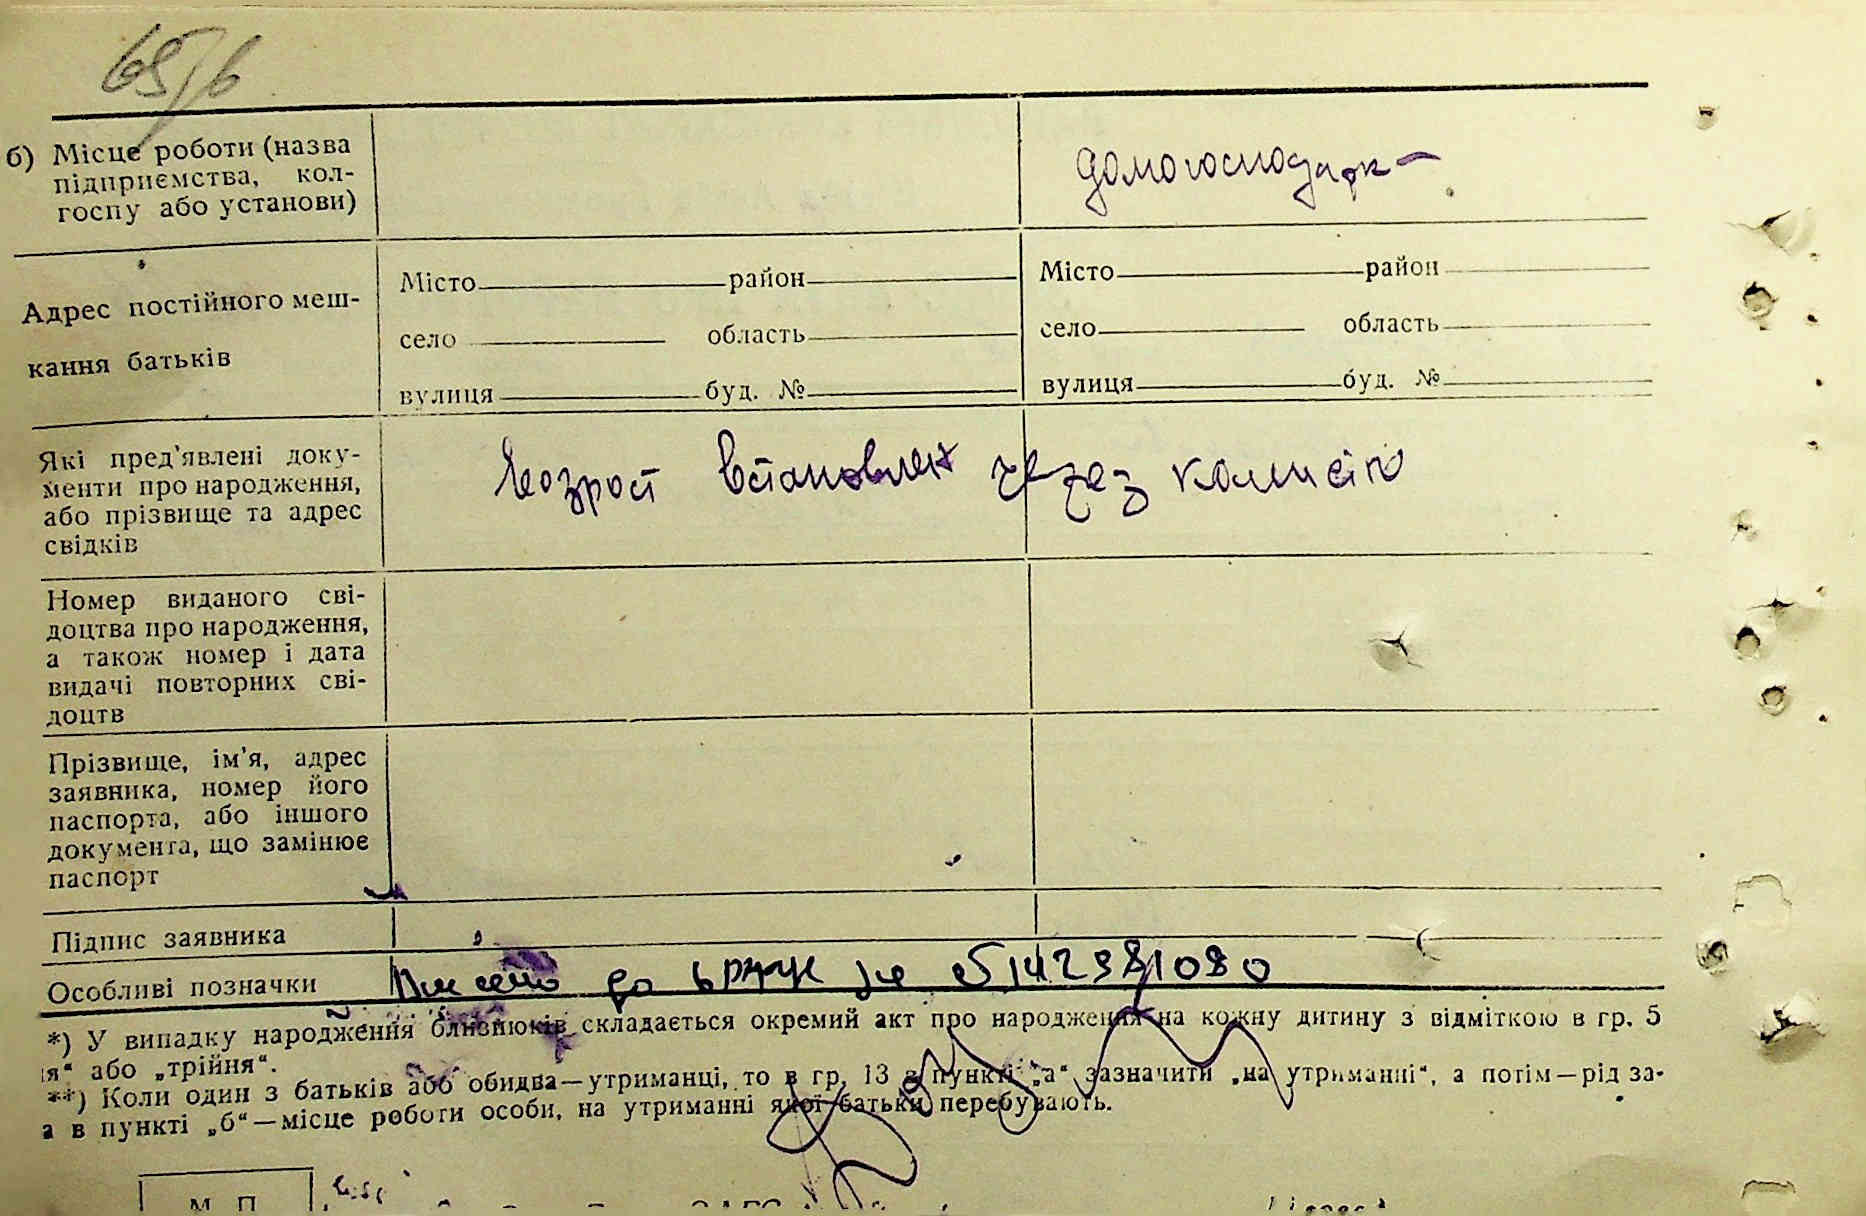 б) Місце роботи (назва
підприємства, кол-
госпу або установи)
домогосподарк-
Адрес постійного меш-
кання батьків
Місто район
село область
вулиця буд. №
Місто район
село область
вулиця буд. №
Які пред'явлені доку-
менти про народження,
або прізвище та адрес
свідків
Возрост встановлен через комисію
Номер виданого сві-
доцтва про народження,
а також номер і дата
видачі повторних сві-
доцтв
Прізвище, ім'я, адрес
заявника, номер його
паспорта, або іншого
документа, що замінює
паспорт
Підпис заявника
Особливі позначки
Внесено до
*) У випадку народження близнюків складається окремий акт про народження на кожну дитину з відміткою в гр. 5
я“ або „трійня“.
**) Коли один з батьків або обидва—утриманці, то в гр. 13 в пункті „а“ зазначити „на утриманні“, а потім—рід за-
а в пункті „б“—місце роботи особи, на утриманні якої батьки перебувають.
М П